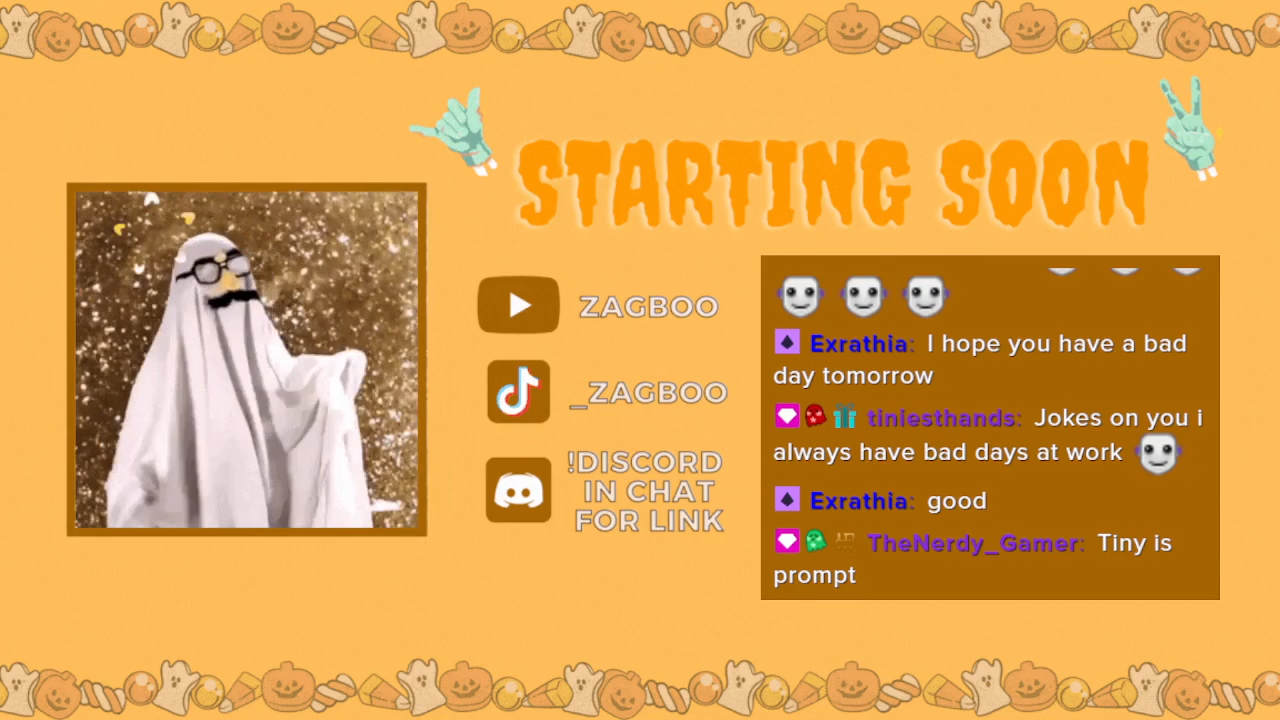 STARTING SOON
ZAGBOO
_ZAGBOO
!DISCORD
IN CHAT
FOR LINK
Exrathia: I hope you have a bad
day tomorrow
tiniesthands: Jokes on you i
always have bad days at work
Exrathia: good
TheNerdy_Gamer: Tiny is
prompt